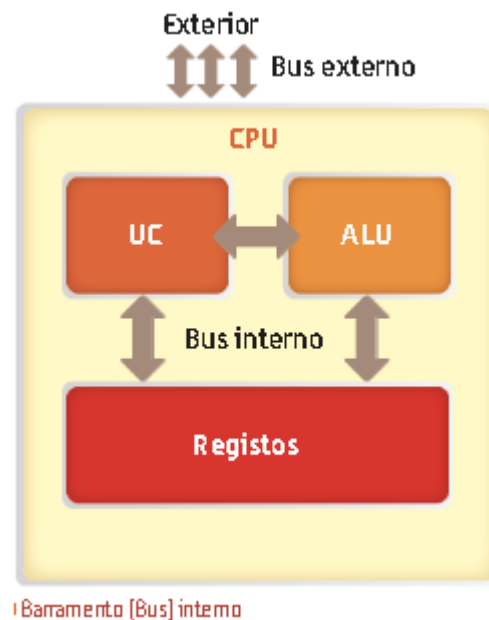 Exterior
Bus externo
CPU
UC
ALU
Bus interno
Registos
Barramento [Bus] interno